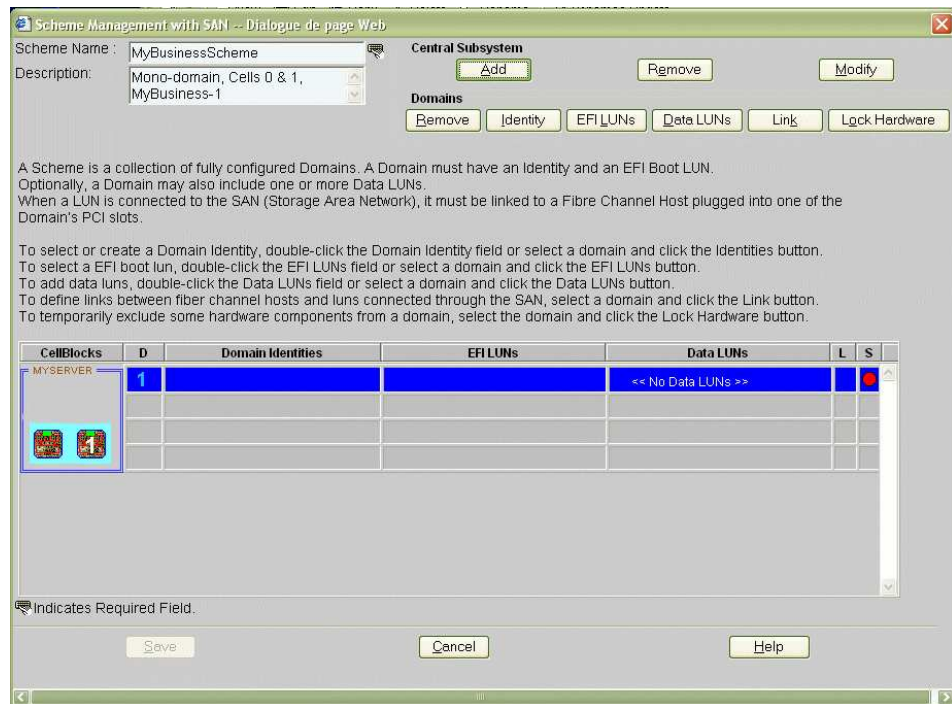 Scheme Management with SAN -- Dialogue de page Web
Scheme Name :
MyBusinessScheme
Description:
Mono-domain, Cells 0 & 1,
MyBusiness-1
Central Subsystem
Add
Remove
Modify
Domains
Remove
Identity
EFI LUNs
Data LUNs
Link
Lock Hardware
A Scheme is a collection of fully configured Domains. A Domain must have an Identity and an EFI Boot LUN.
Optionally, a Domain may also include one or more Data LUNs.
When a LUN is connected to the SAN (Storage Area Network), it must be linked to a Fibre Channel Host plugged into one of the
Domain's PCI slots.
To select or create a Domain Identity, double-click the Domain Identity field or select a domain and click the Identities button.
To select a EFI boot lun, double-click the EFI LUNs field or select a domain and click the EFI LUNs button.
To add data luns, double-click the Data LUNs field or select a domain and click the Data LUNs button.
To define links between fiber channel hosts and luns connected through the SAN, select a domain and click the Link button.
To temporarily exclude some hardware components from a domain, select the domain and click the Lock Hardware button.
CellBlocks D Domain Identities EFI LUNs Data LUNs L S
MYSERVER
1 << No Data LUNs >>
1
Indicates Required Field.
Save
Cancel
Help